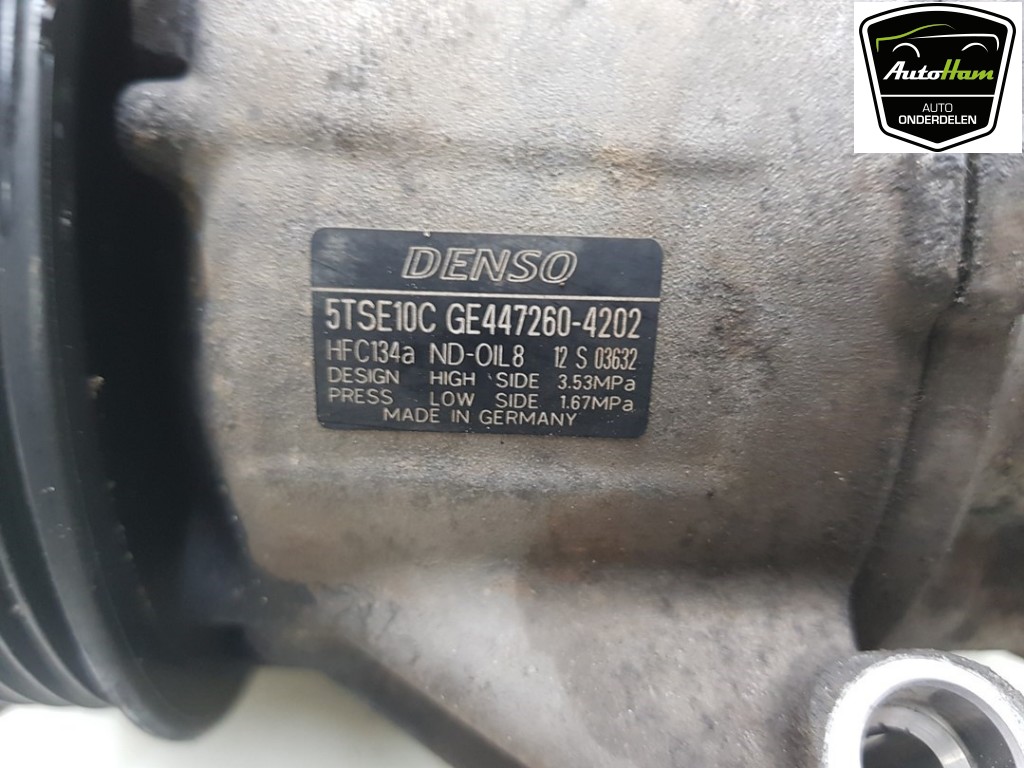 AutoHam
AUTO
ONDERDELEN
DENSO
5TSE10C GE447260-4202
HFC134a ND-OIL8 12 S 03632
DESIGN HIGH SIDE 3.53MPa
PRESS LOW SIDE 1.67MPa
MADE IN GERMANY